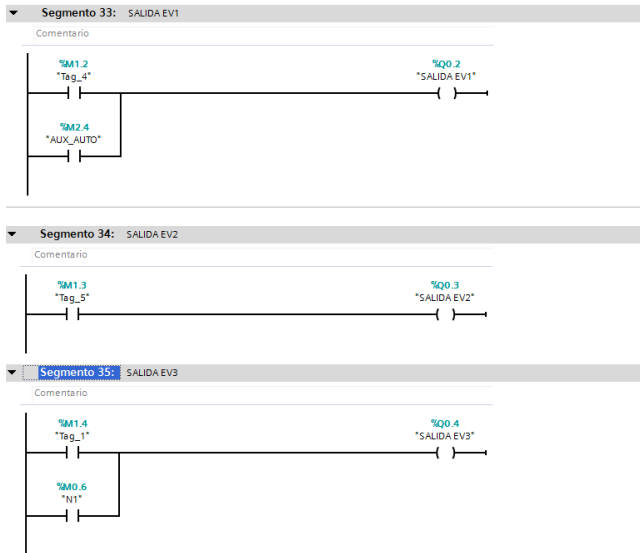 Segmento 33: SALIDA EV1
Comentario
%M1.2 %Q0.2
"Tag_4" "SALIDA EV1"
%M2.4
"AUX_AUTO"
Segmento 34: SALIDA EV2
Comentario
%M1.3 %Q0.3
"Tag_5" "SALIDA EV2"
Segmento 35: SALIDA EV3
Comentario
%M1.4 %Q0.4
"Tag_1" "SALIDA EV3"
%M0.6
"N1"